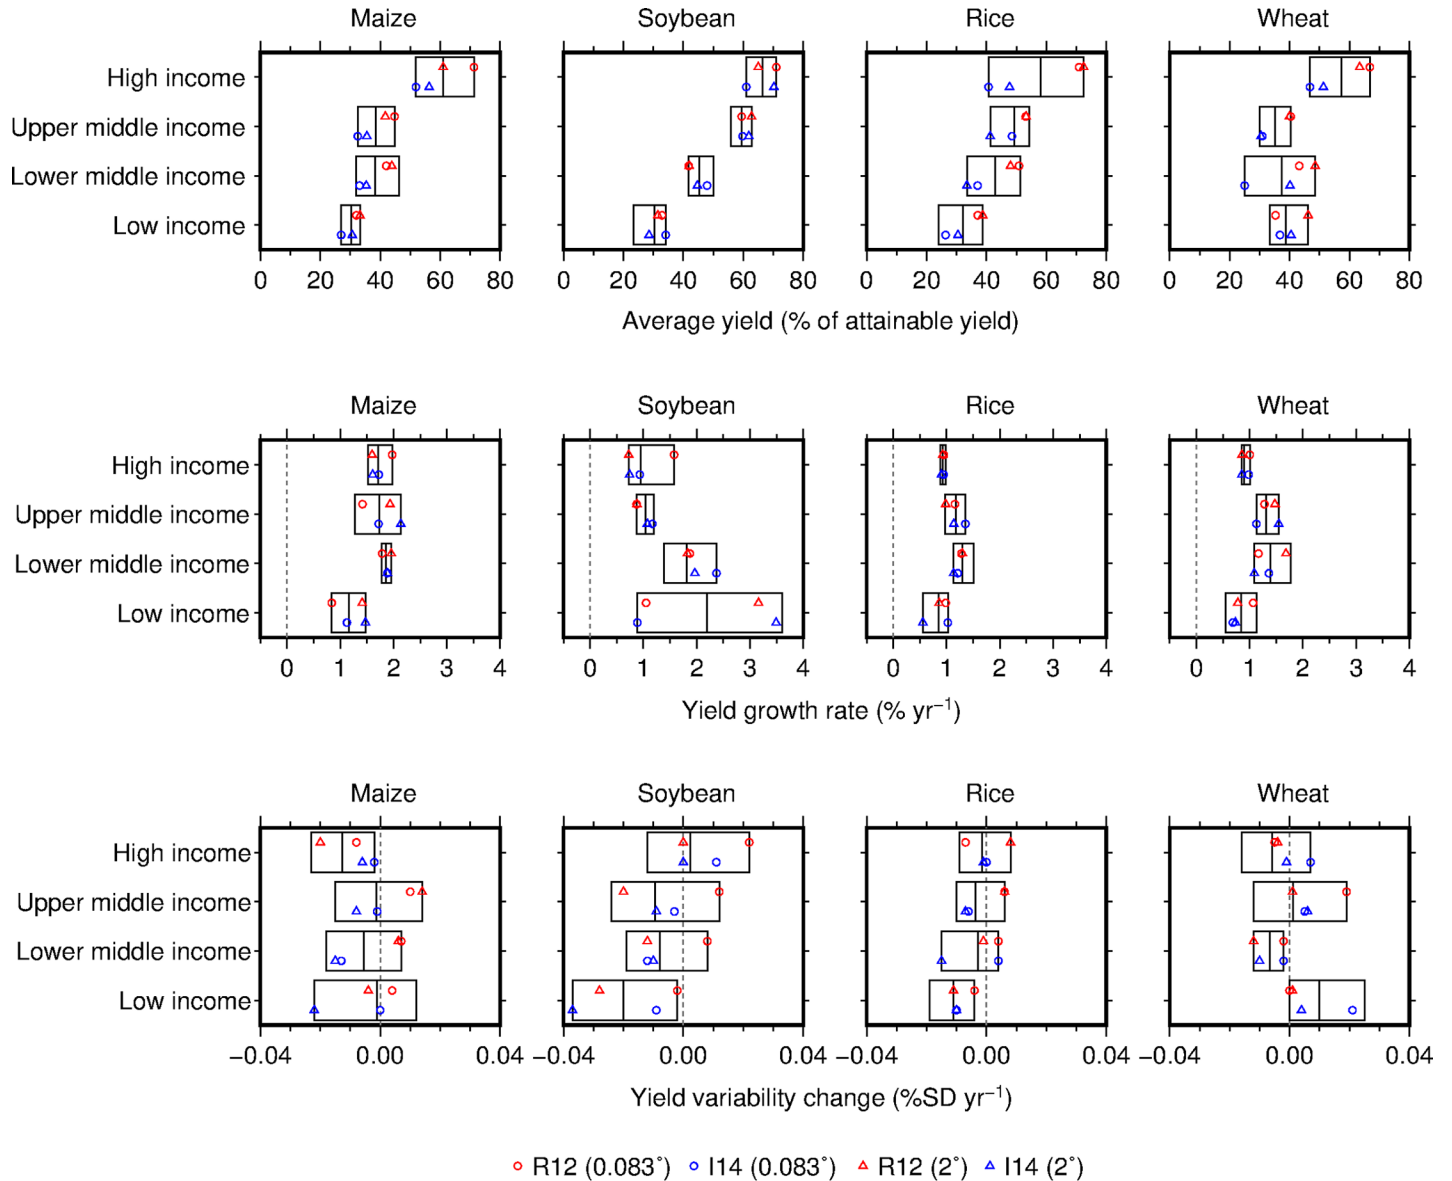 Maize Soybean Rice Wheat
High income
Upper middle income
Lower middle income
Low income
0 20 40 60 80 0 20 40 60 80 0 20 40 60 80 0 20 40 60 80
Average yield (% of attainable yield)
Maize Soybean Rice Wheat
High income
Upper middle income
Lower middle income
Low income
0 1 2 3 4 0 1 2 3 4 0 1 2 3 4 0 1 2 3 4
Yield growth rate (% yr⁻¹)
Maize Soybean Rice Wheat
High income
Upper middle income
Lower middle income
Low income
−0.04 0.00 0.04 −0.04 0.00 0.04 −0.04 0.00 0.04 −0.04 0.00 0.04
Yield variability change (%SD yr⁻¹)
R12 (0.083°) I14 (0.083°) R12 (2°) I14 (2°)